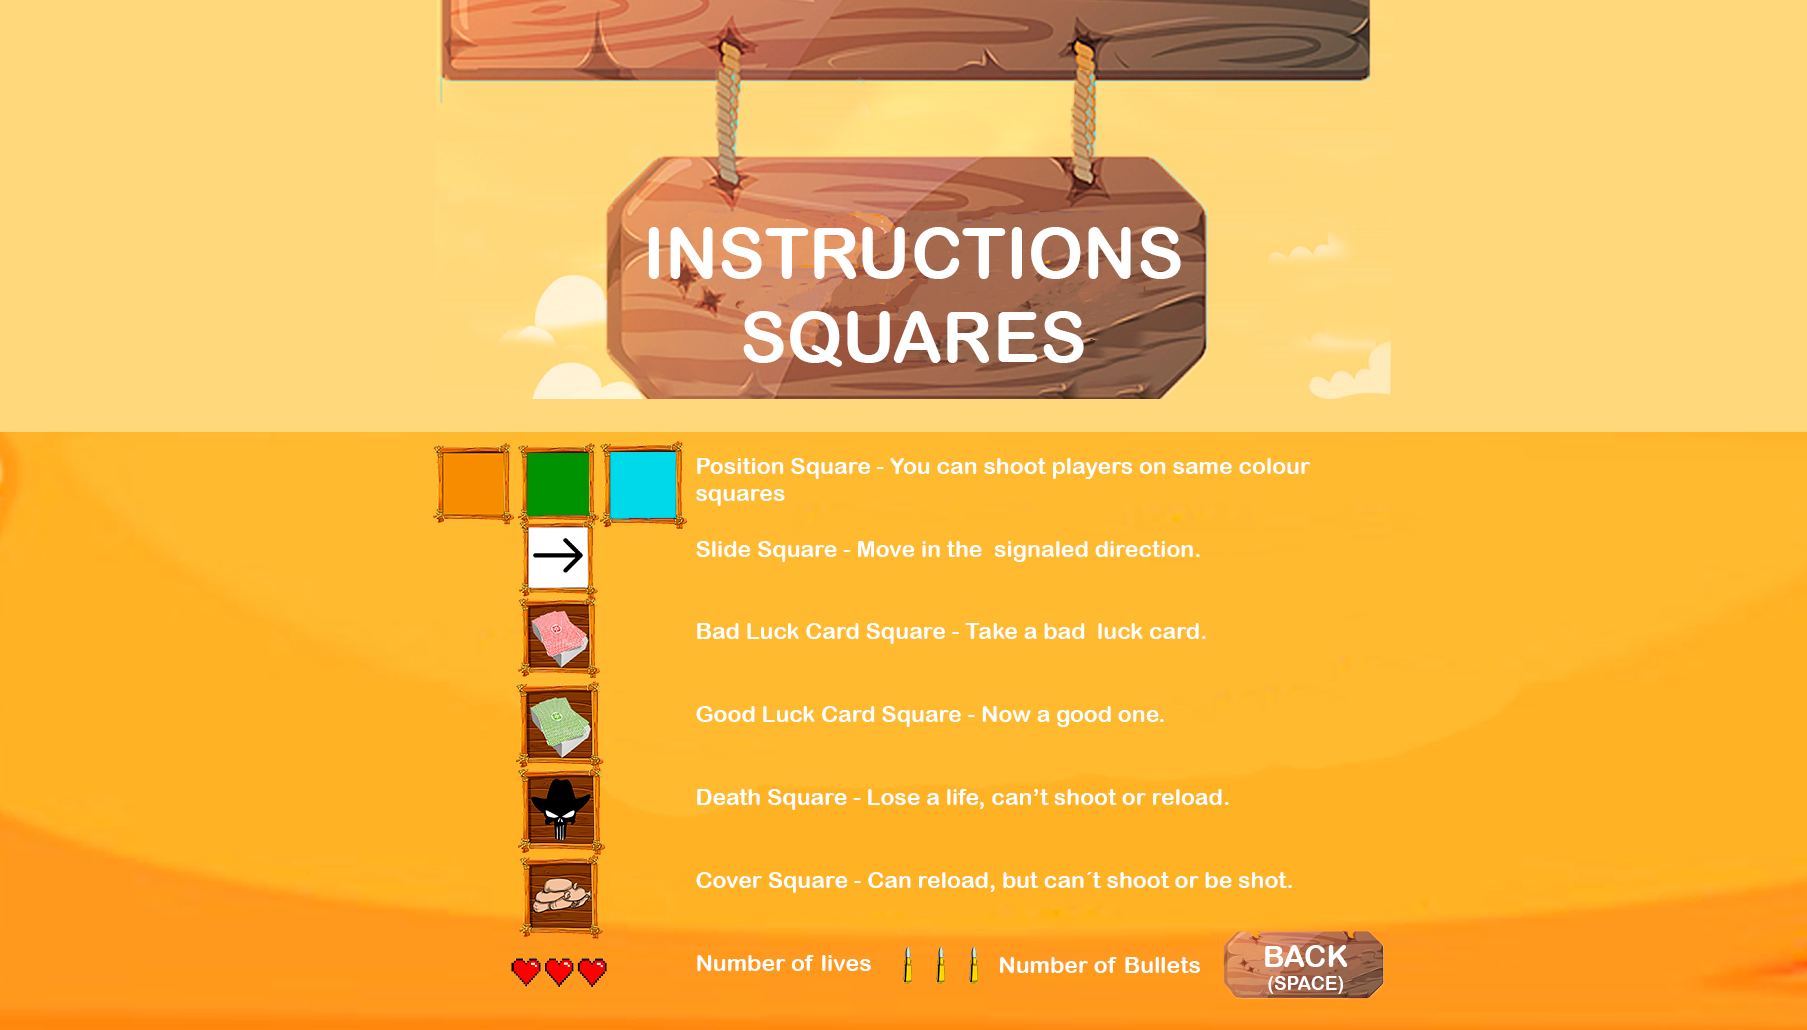 INSTRUCTIONS
SQUARES
Position Square - You can shoot players on same colour
squares
Slide Square - Move in the  signaled direction.
Bad Luck Card Square - Take a bad  luck card.
Good Luck Card Square - Now a good one.
Death Square - Lose a life, can’t shoot or reload.
Cover Square - Can reload, but can´t shoot or be shot.
Number of lives
Number of Bullets
BACK
(SPACE)